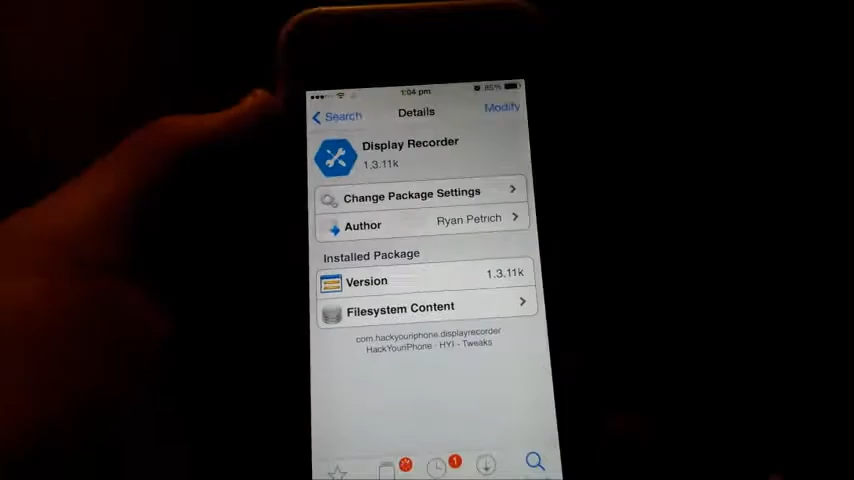 1:04 pm
85%
Search
Details
Modify
Display Recorder
1.3.11k
Change Package Settings
Author
Ryan Petrich
Installed Package
Version
1.3.11k
Filesystem Content
com.hackyouriphone.displayrecorder
HackYouriPhone · HYI - Tweaks
1